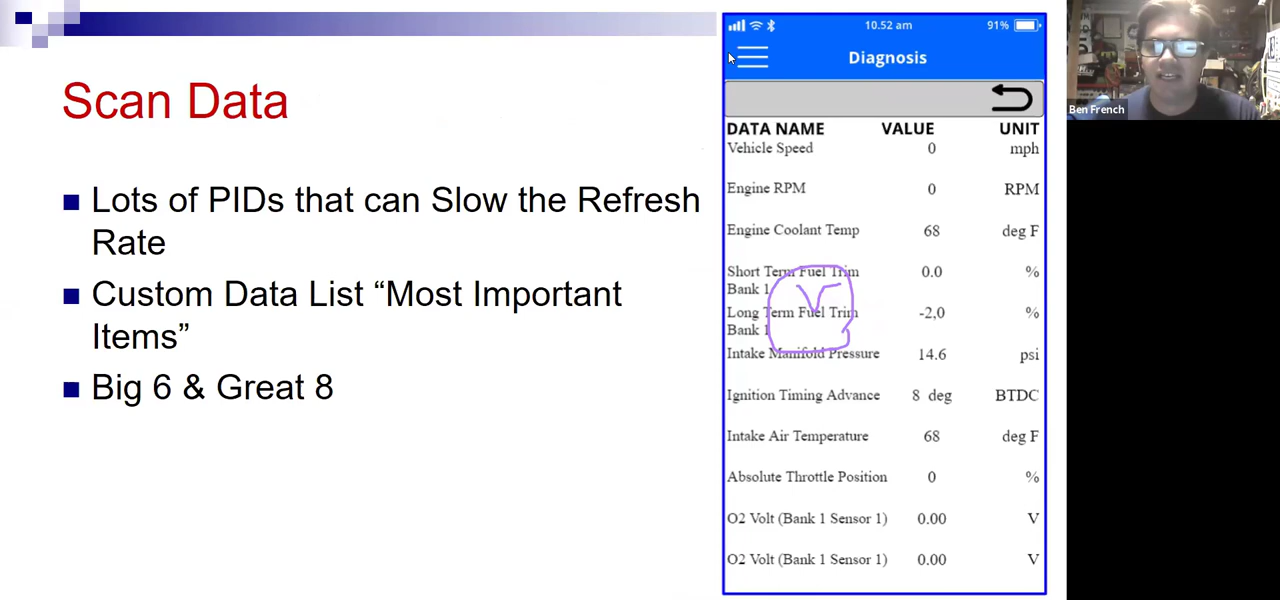 10.52 am
91%
Diagnosis
Scan Data
Ben French
DATA NAME VALUE UNIT
Vehicle Speed 0 mph
Lots of PIDs that can Slow the Refresh
Rate
Engine RPM 0 RPM
Engine Coolant Temp 68 deg F
Custom Data List “Most Important
Items”
Short Term Fuel Trim 0.0 %
Bank 1
Long Term Fuel Trim -2,0 %
Bank 1
Big 6 & Great 8
Intake Manifold Pressure 14.6 psi
Ignition Timing Advance 8 deg BTDC
Intake Air Temperature 68 deg F
Absolute Throttle Position 0 %
O2 Volt (Bank 1 Sensor 1) 0.00 V
O2 Volt (Bank 1 Sensor 1) 0.00 V